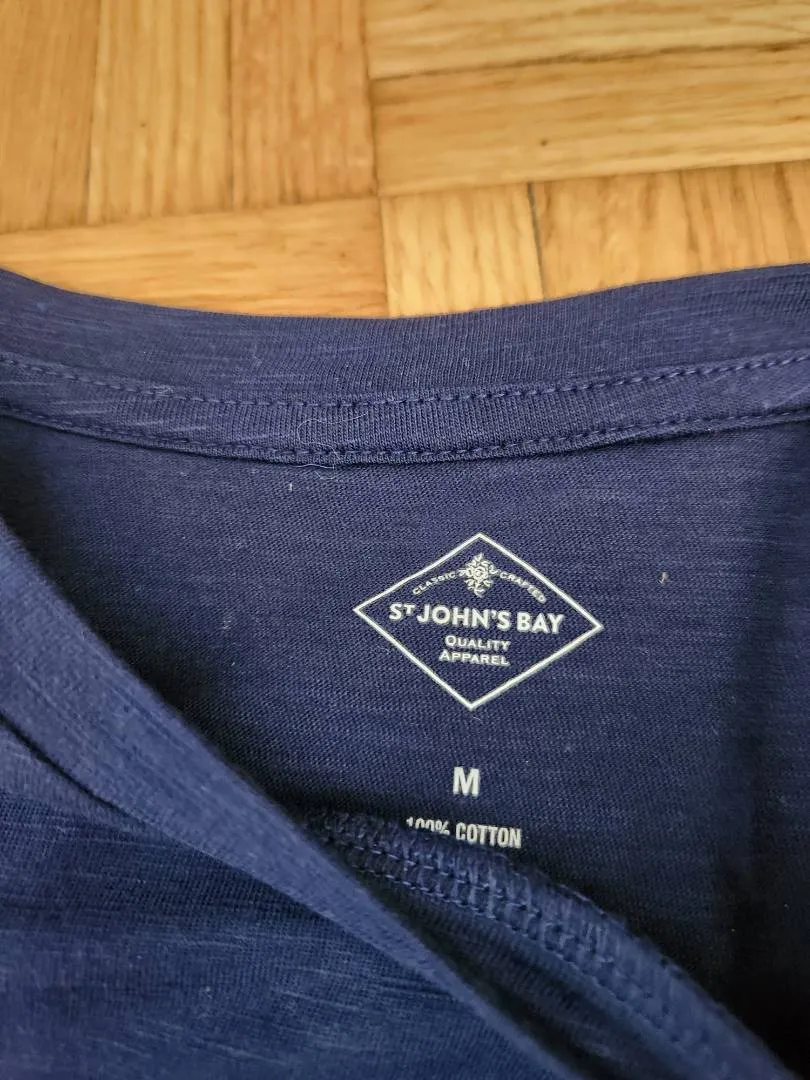 CLASSIC CRAFTED
ST JOHN'S BAY
QUALITY
APPAREL
M
100% COTTON